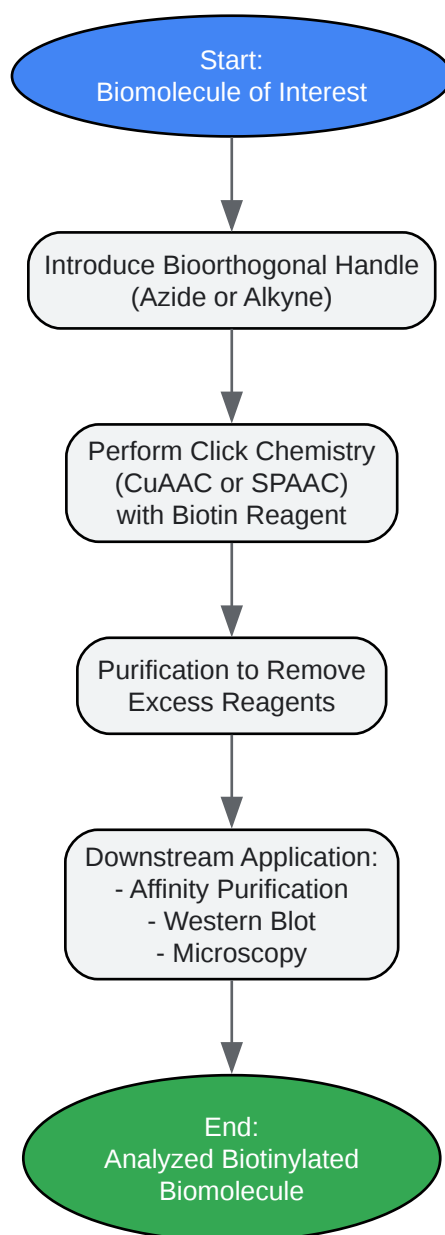 Start:
Biomolecule of Interest
Introduce Bioorthogonal Handle
(Azide or Alkyne)
Perform Click Chemistry
(CuAAC or SPAAC)
with Biotin Reagent
Purification to Remove
Excess Reagents
Downstream Application:
- Affinity Purification
- Western Blot
- Microscopy
End:
Analyzed Biotinylated
Biomolecule